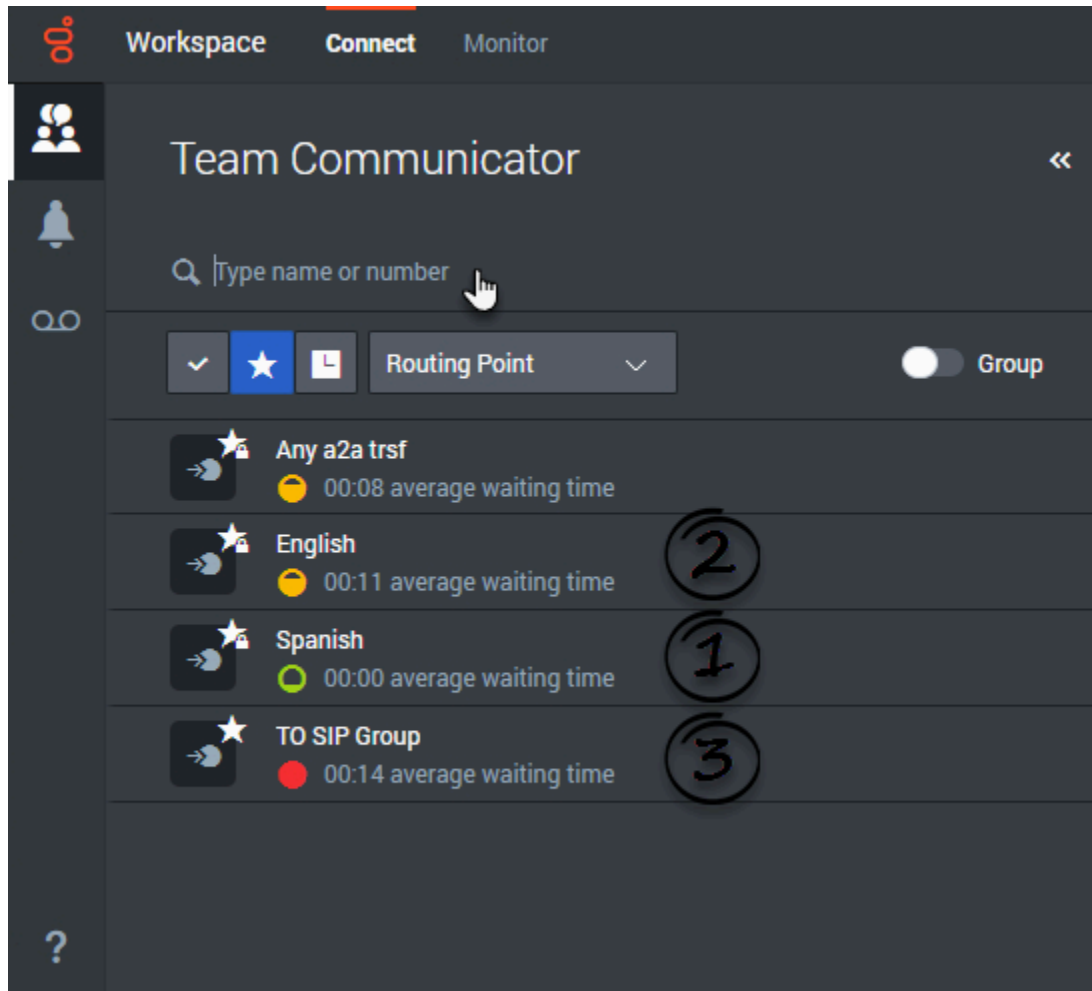 Workspace Connect Monitor
Team Communicator
Type name or number
Routing Point Group
Any a2a trsf
00:08 average waiting time
English
00:11 average waiting time
2
Spanish
00:00 average waiting time
1
TO SIP Group
00:14 average waiting time
3
?